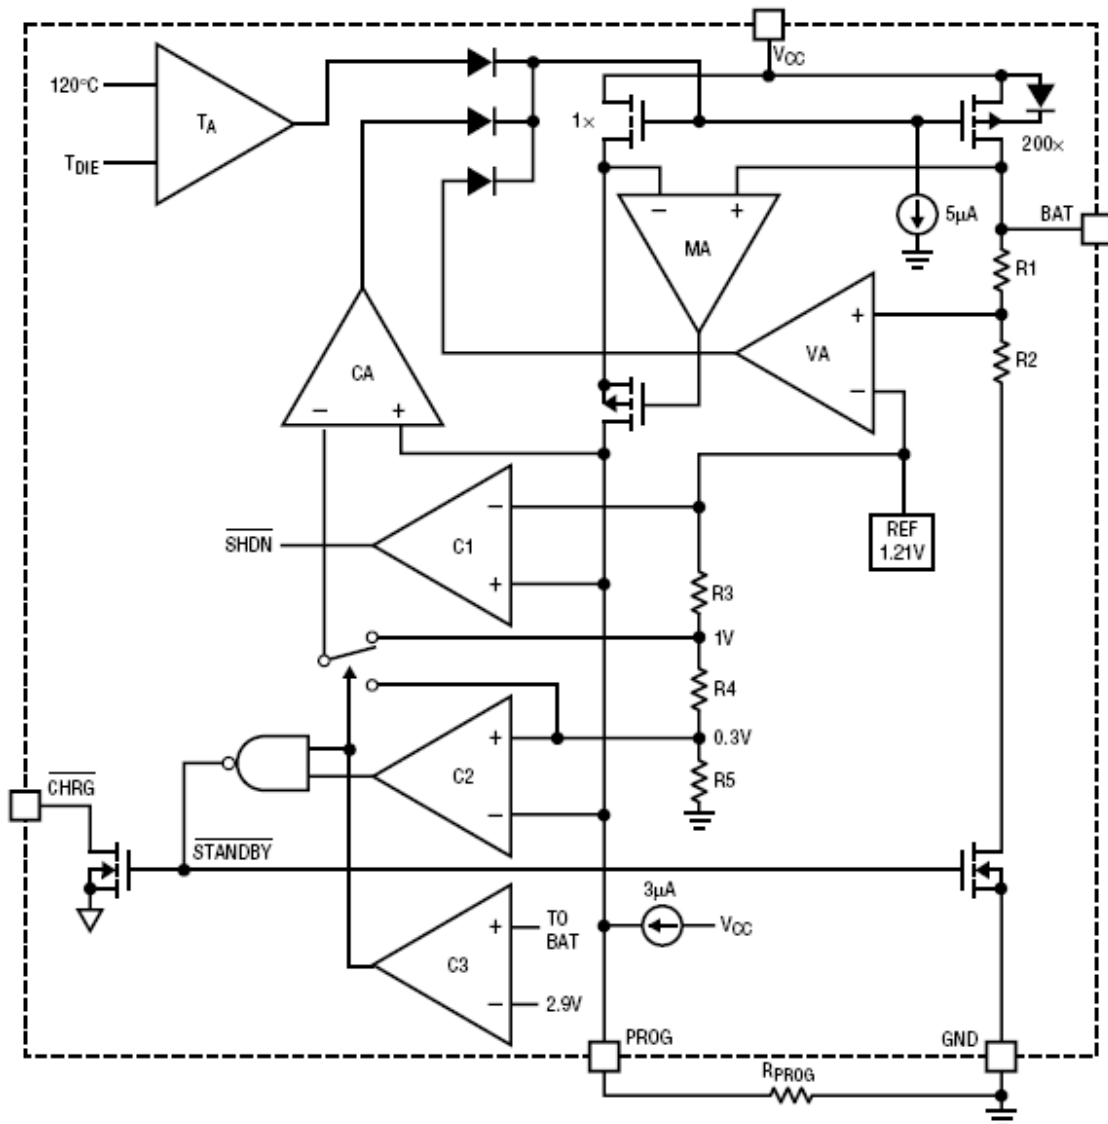 VCC
120°C
TA
TDIE
1×
200×
− +
MA
5μA
BAT
R1
+
VA
−
R2
CA
− +
REF
1.21V
SHDN
−
C1
+
R3
1V
R4
+
0.3V
C2
−
R5
CHRG
STANDBY
3μA
VCC
+
TO
BAT
C3
−
2.9V
PROG
GND
RPROG